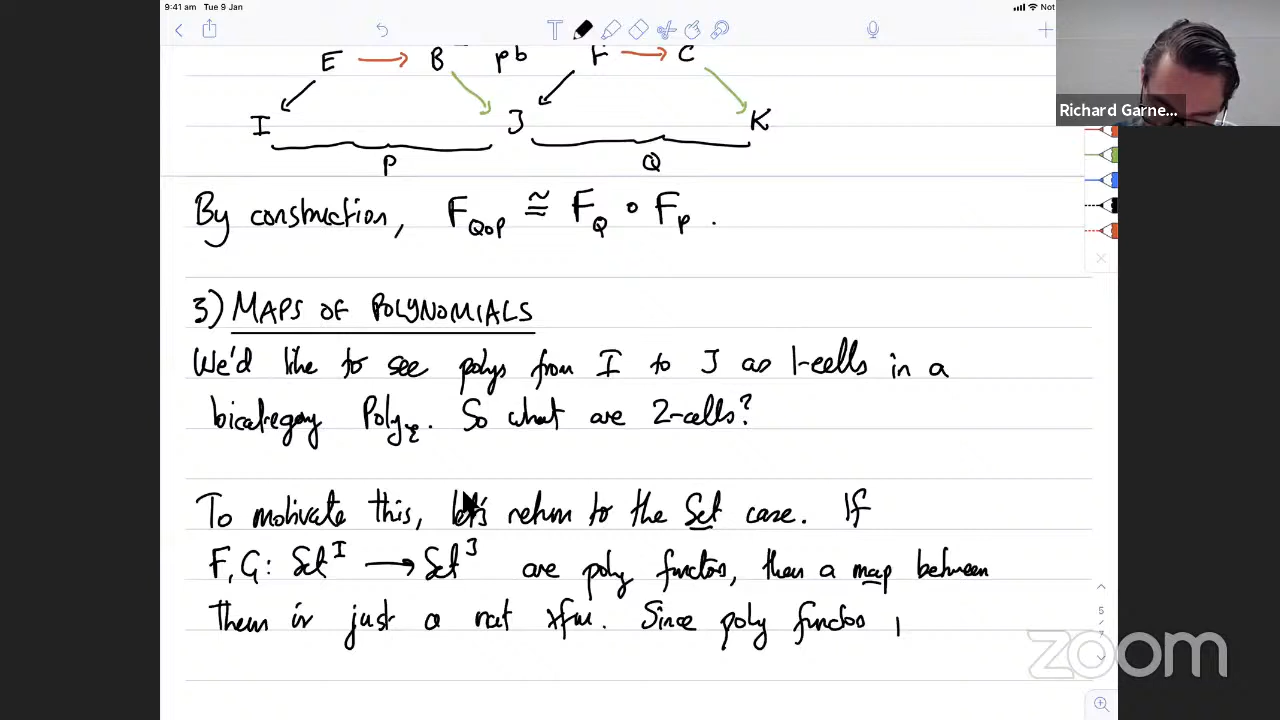 9:41 am Tue 9 Jan
Not
Richard Garne...
E → B pb F → C
I J K
P Q
By construction, F_{Q∘P} ≅ F_Q ∘ F_P .
3) MAPS OF POLYNOMIALS
We'd like to see polys from I to J as 1-cells in a
bicategory Poly_ℰ. So what are 2-cells?
To motivate this, let's return to the Set case. If
F, G: Set^I ⟶ Set^J are poly functors, then a map between
them is just a nat xfm. Since poly functors
5
7
zoom